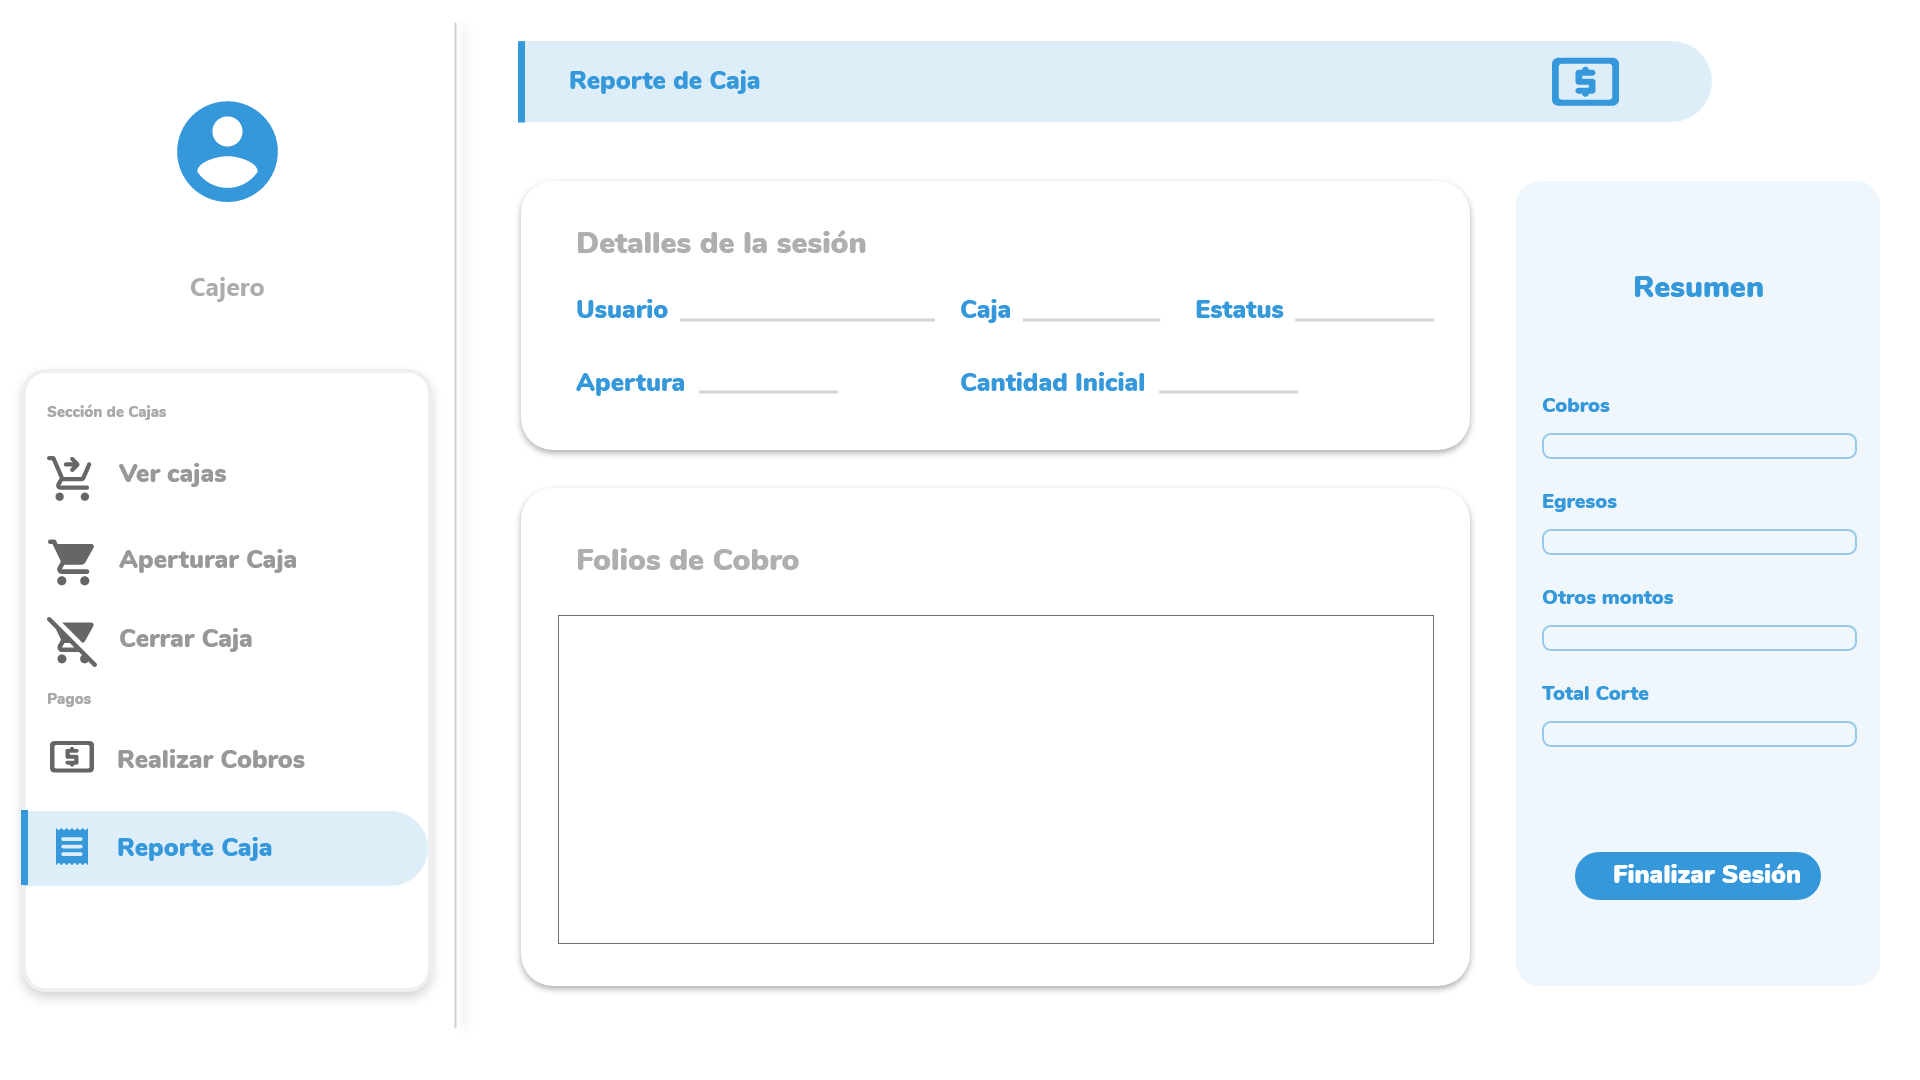 Cajero
Sección de Cajas
Ver cajas
Aperturar Caja
Cerrar Caja
Pagos
Realizar Cobros
Reporte Caja
Reporte de Caja
Detalles de la sesión
Usuario Caja Estatus
Apertura Cantidad Inicial
Folios de Cobro
Resumen
Cobros
Egresos
Otros montos
Total Corte
Finalizar Sesión